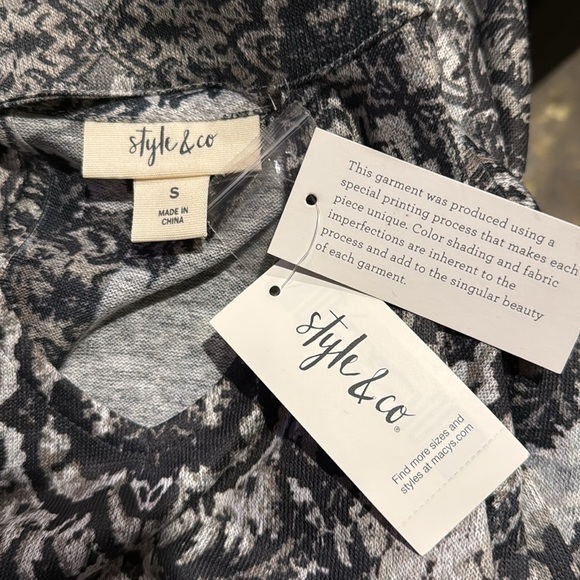 style & co
S
MADE IN
CHINA
This garment was produced using a
special printing process that makes each
piece unique. Color shading and fabric
imperfections are inherent to the
process and add to the singular beauty
of each garment.
style & co®
Find more sizes and
styles at macys.com